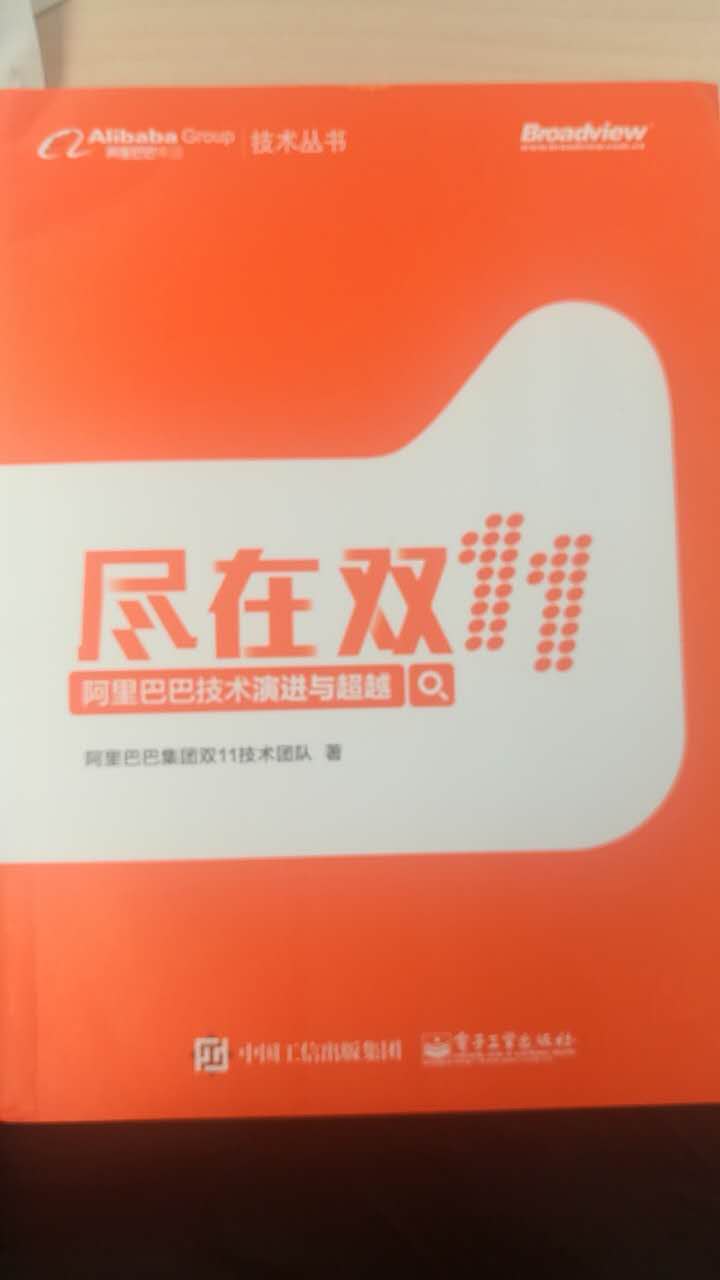 Alibaba Group
阿里巴巴集团
技术丛书
Broadview
www.broadview.com.cn
尽在双11
阿里巴巴技术演进与超越
阿里巴巴集团双11技术团队 著
中国工信出版集团
电子工业出版社